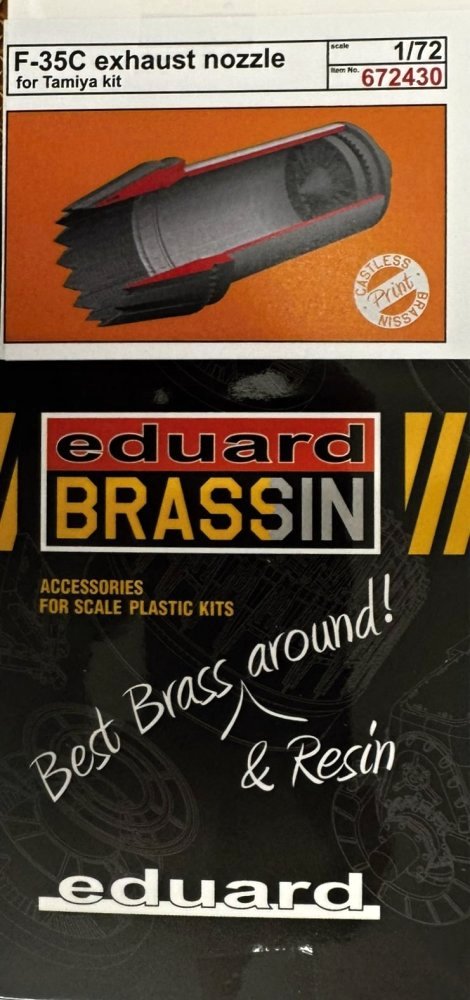 F-35C exhaust nozzle
for Tamiya kit
scale 1/72
Item No. 672430
CASTLESS
Print
BRASSIN
eduard
BRASSIN
ACCESSORIES
FOR SCALE PLASTIC KITS
Best Brass around!
& Resin
eduard